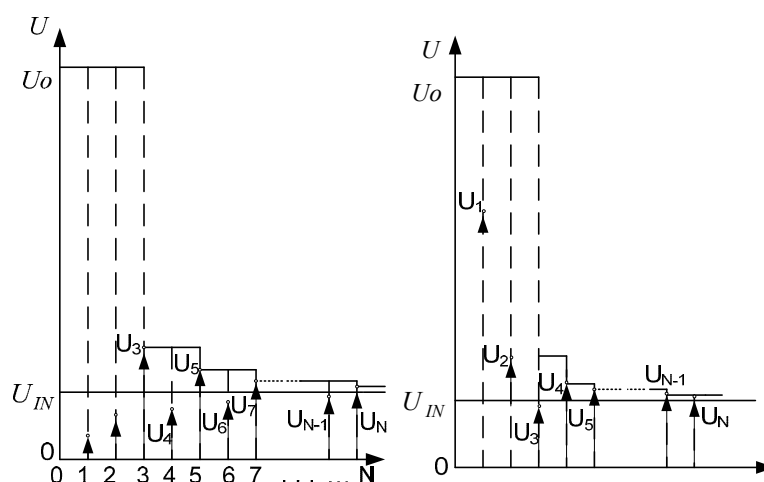 U
Uo
U3
U5
UIN
U4
U6
U7
UN-1
UN
0
0 1 2 3 4 5 6 7 ....... N
U
Uo
U1
U2
U4
UN-1
UIN
U3
U5
UN
0